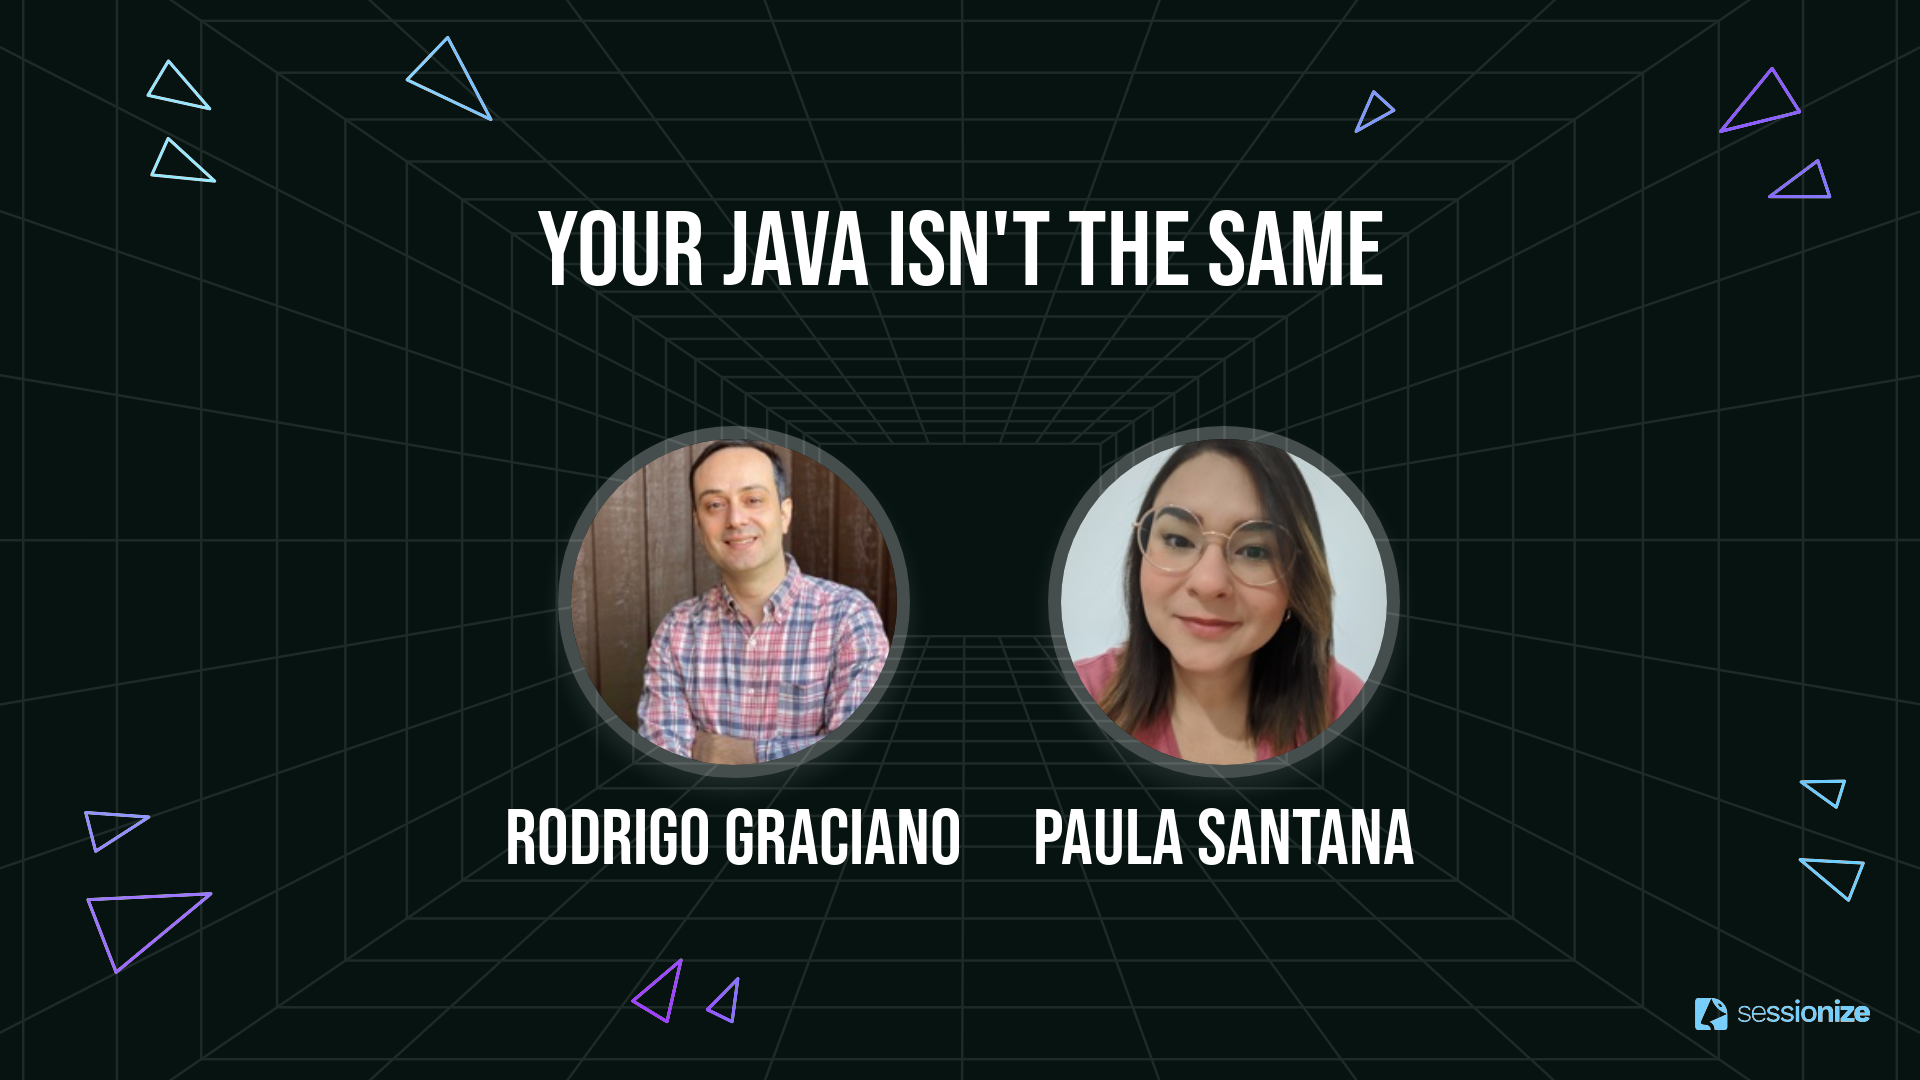 YOUR JAVA ISN'T THE SAME
RODRIGO GRACIANO
PAULA SANTANA
sessionize